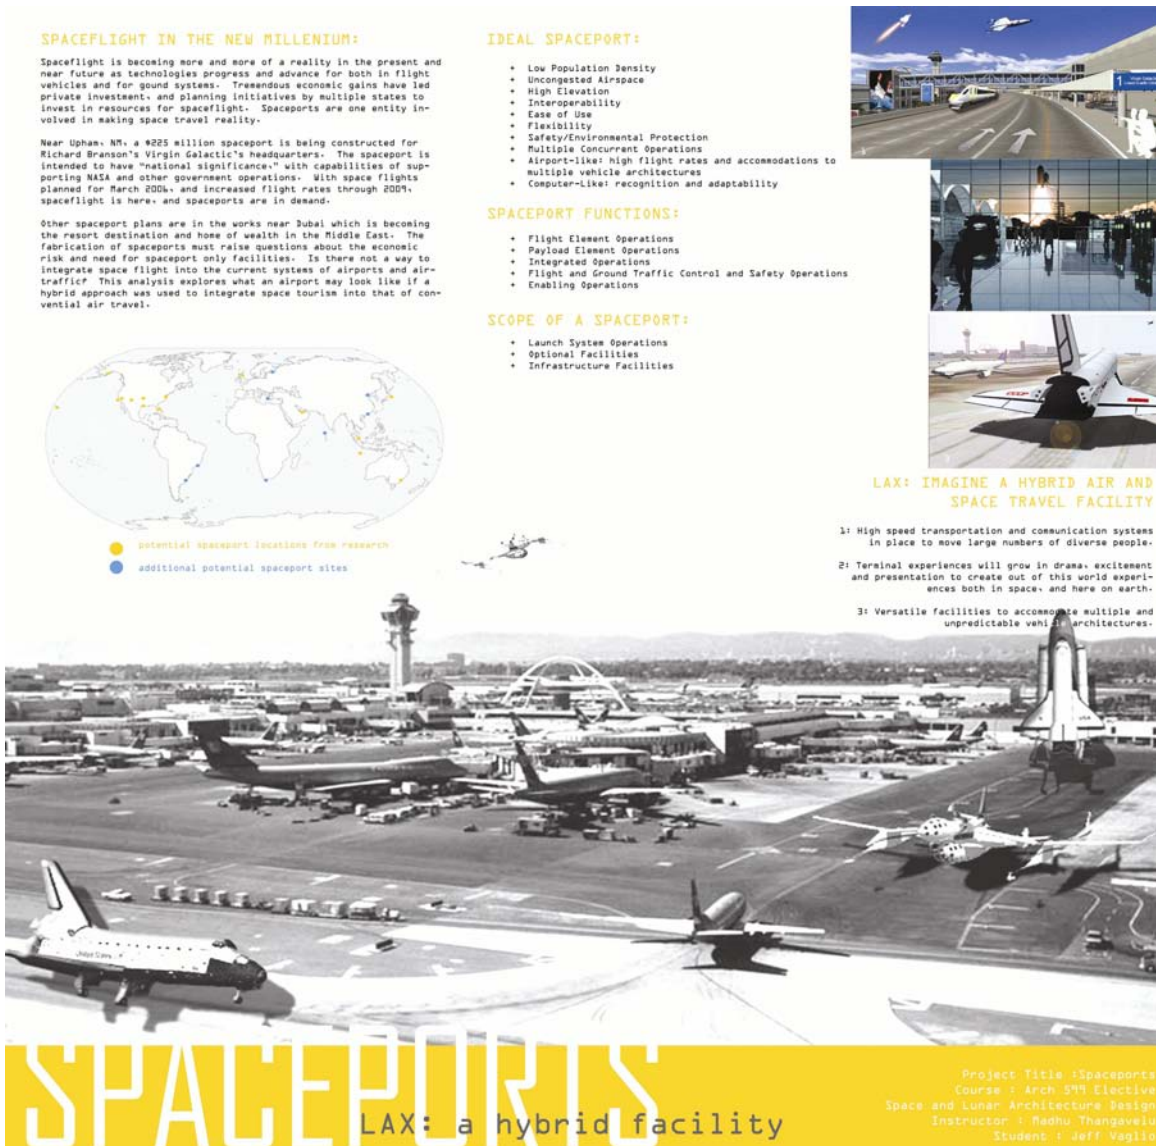 SPACEFLIGHT IN THE NEW MILLENIUM:
Spaceflight is becoming more and more of a reality in the present and
near future as technologies progress and advance for both in flight
vehicles and for gound systems. Tremendous economic gains have led
private investment, and planning initiatives by multiple states to
invest in resources for spaceflight. Spaceports are one entity in-
volved in making space travel reality.
Near Upham, NM, a $225 million spaceport is being constructed for
Richard Branson's Virgin Galactic's headquarters. The spaceport is
intended to have "national significance," with capabilities of sup-
porting NASA and other government operations. With space flights
planned for March 2006, and increased flight rates through 2009,
spaceflight is here, and spaceports are in demand.
Other spaceport plans are in the works near Dubai which is becoming
the resort destination and home of wealth in the Middle East. The
fabrication of spaceports must raise questions about the economic
risk and need for spaceport only facilities. Is there not a way to
integrate space flight into the current systems of airports and air-
traffic? This analysis explores what an airport may look like if a
hybrid approach was used to integrate space tourism into that of con-
vential air travel.
potential spaceport locations from research
additional potential spaceport sites
IDEAL SPACEPORT:
+ Low Population Density
+ Uncongested Airspace
+ High Elevation
+ Interoperability
+ Ease of Use
+ Flexibility
+ Safety/Environmental Protection
+ Multiple Concurrent Operations
+ Airport-like: high flight rates and accommodations to
multiple vehicle architectures
+ Computer-Like: recognition and adaptability
SPACEPORT FUNCTIONS:
+ Flight Element Operations
+ Payload Element Operations
+ Integrated Operations
+ Flight and Ground Traffic Control and Safety Operations
+ Enabling Operations
SCOPE OF A SPACEPORT:
+ Launch System Operations
+ Optional Facilities
+ Infrastructure Facilities
1
LAX: IMAGINE A HYBRID AIR AND
SPACE TRAVEL FACILITY
1: High speed transportation and communication systems
in place to move large numbers of diverse people.
2: Terminal experiences will grow in drama, excitement
and presentation to create out of this world experi-
ences both in space, and here on earth.
3: Versatile facilities to accommodate multiple and
unpredictable vehicle architectures.
USA
SPACEPORTS
LAX: a hybrid facility
Project Title :Spaceports
Course : Arch 599 Elective
Space and Lunar Architecture Design
Instructor : Madhu Thangavelu
Student : Jeff Vaglio